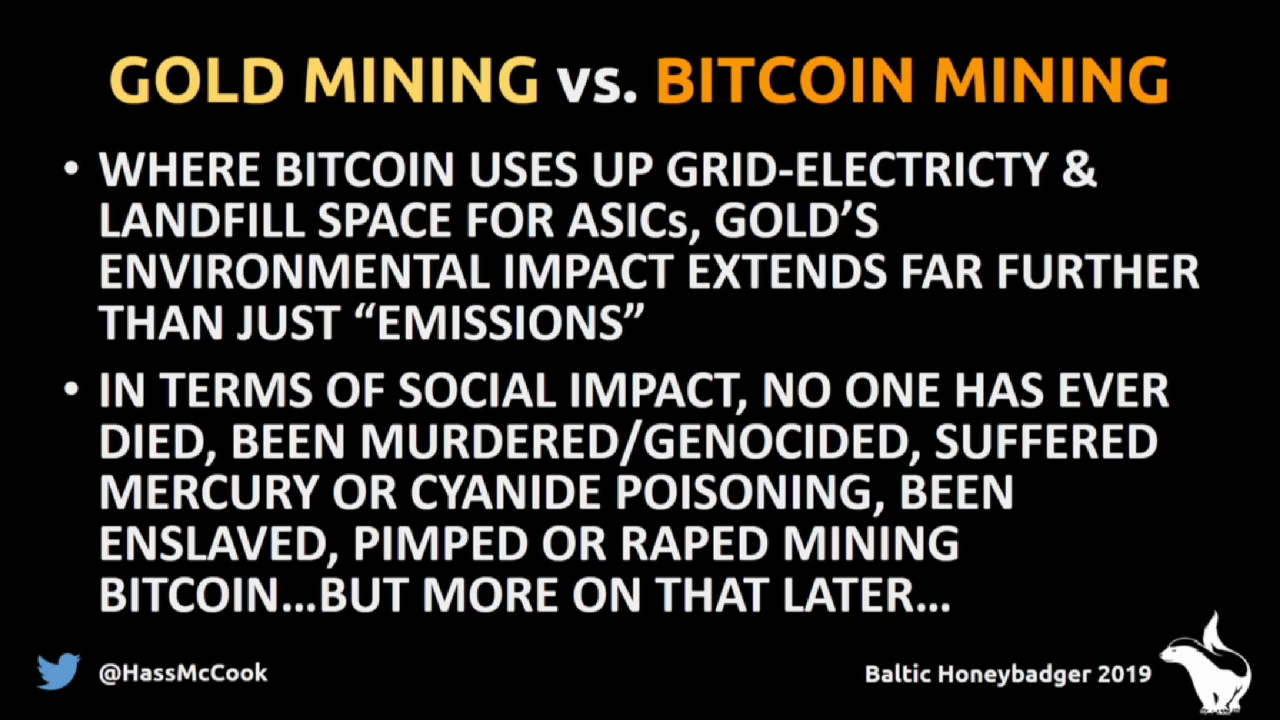 GOLD MINING vs. BITCOIN MINING
• WHERE BITCOIN USES UP GRID-ELECTRICTY &
LANDFILL SPACE FOR ASICs, GOLD’S
ENVIRONMENTAL IMPACT EXTENDS FAR FURTHER
THAN JUST “EMISSIONS”
• IN TERMS OF SOCIAL IMPACT, NO ONE HAS EVER
DIED, BEEN MURDERED/GENOCIDED, SUFFERED
MERCURY OR CYANIDE POISONING, BEEN
ENSLAVED, PIMPED OR RAPED MINING
BITCOIN...BUT MORE ON THAT LATER...
@HassMcCook
Baltic Honeybadger 2019